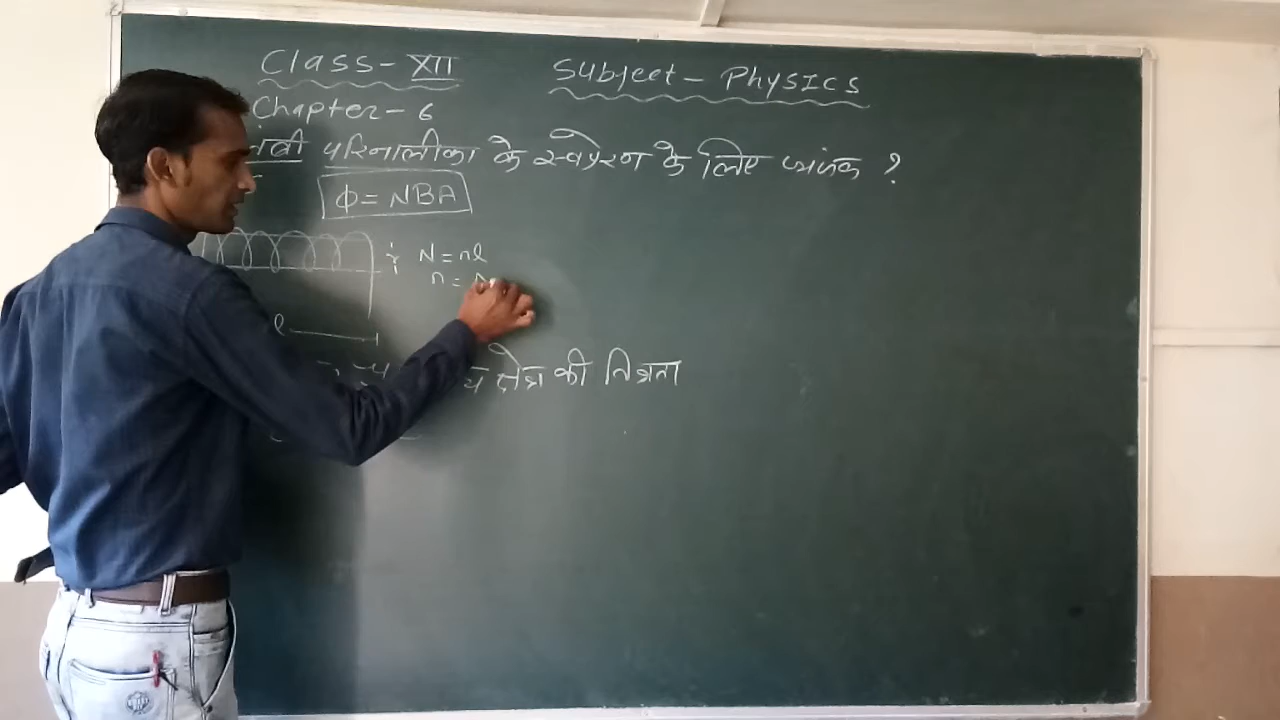 Class - XII Subject - Physics
Chapter - 6
परिनालीका के स्वप्रेरण के लिए व्यंजक ?
φ = NBA
N = nl
n =
l
क्षेत्र की तिव्रता